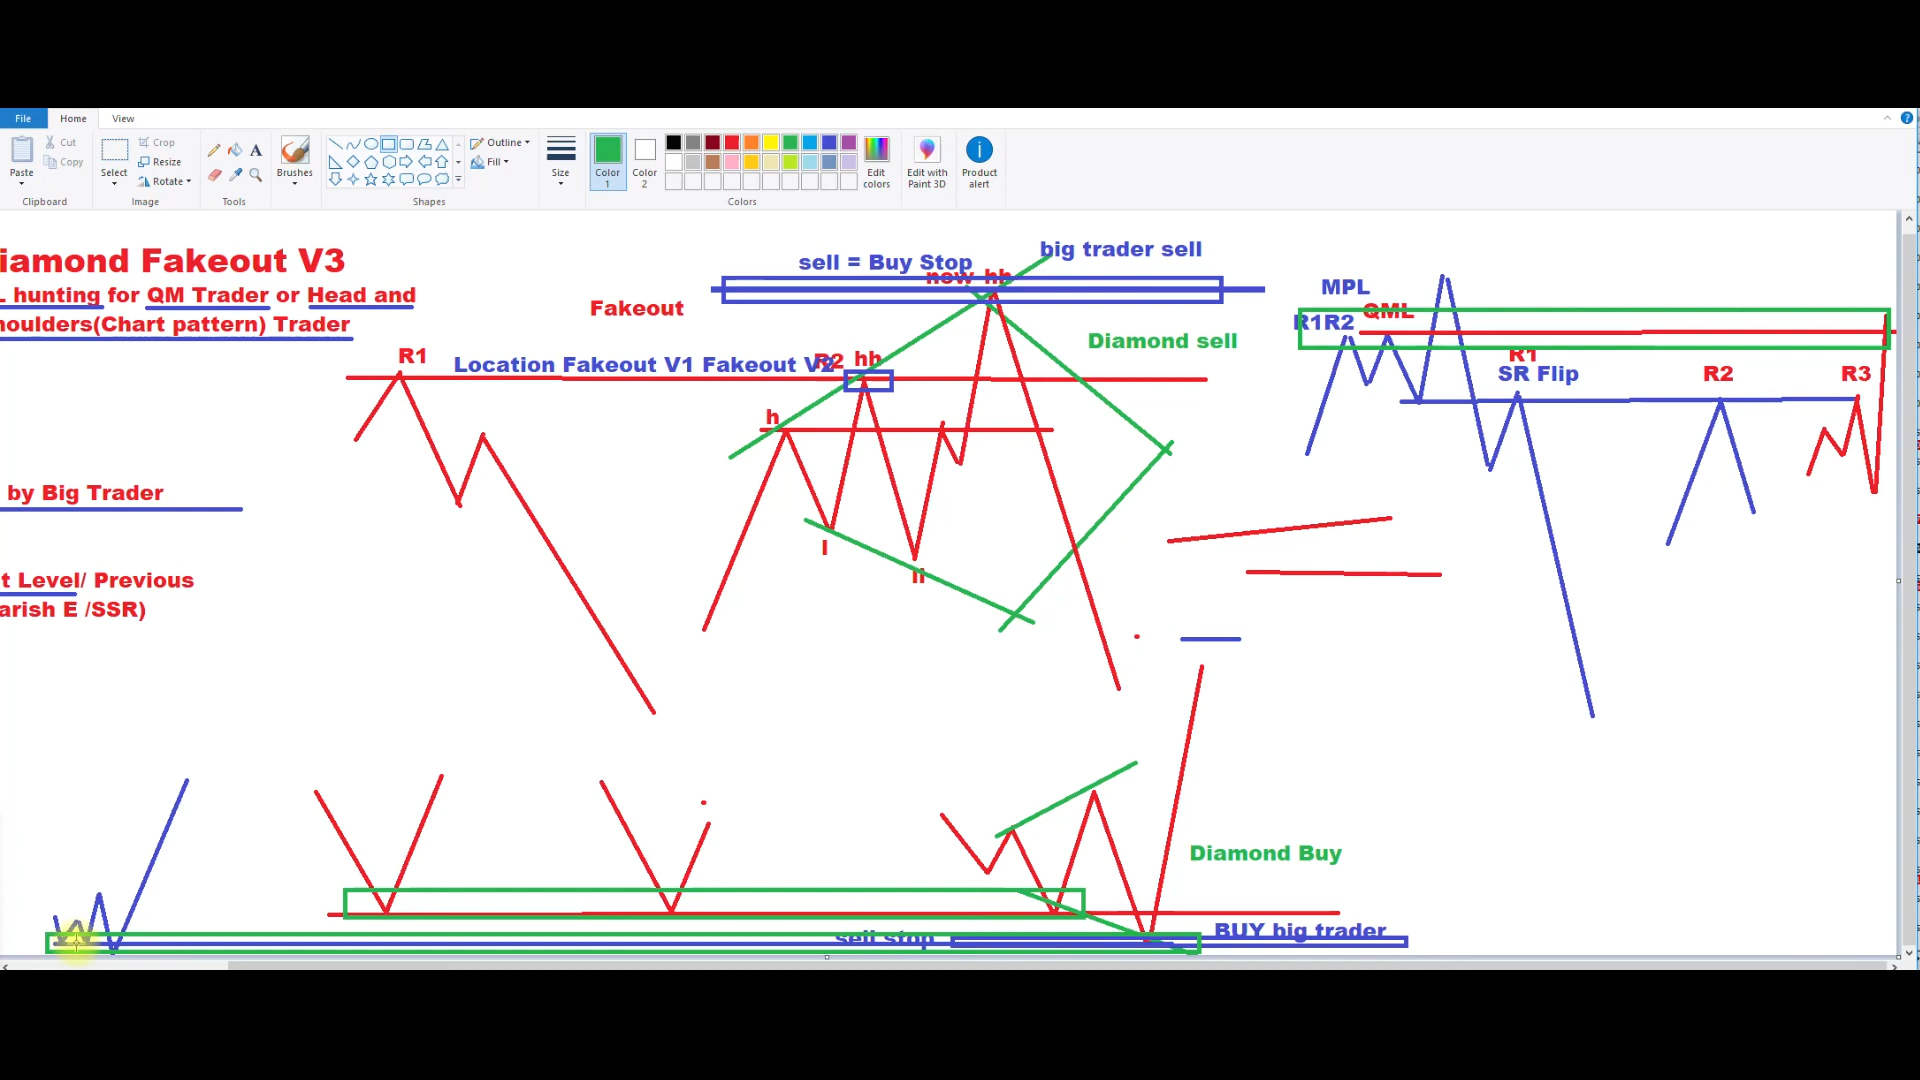 File Home View
Paste
Cut
Copy
Clipboard
Select
Crop
Resize
Rotate
Image
Tools
Brushes
Shapes
Outline
Fill
Size
Color 1
Color 2
Colors
Edit colors
Edit with Paint 3D
Product alert
iamond Fakeout V3
L hunting for QM Trader or Head and
houlders(Chart pattern) Trader
by Big Trader
t Level/ Previous
arish E /SSR)
R1
Location Fakeout V1 Fakeout V2
Fakeout
sell = Buy Stop
big trader sell
new hh
Diamond sell
R2 hh
h
l
ll
MPL
QML
R1R2
R1
SR Flip
R2
R3
Diamond Buy
BUY big trader
sell stop